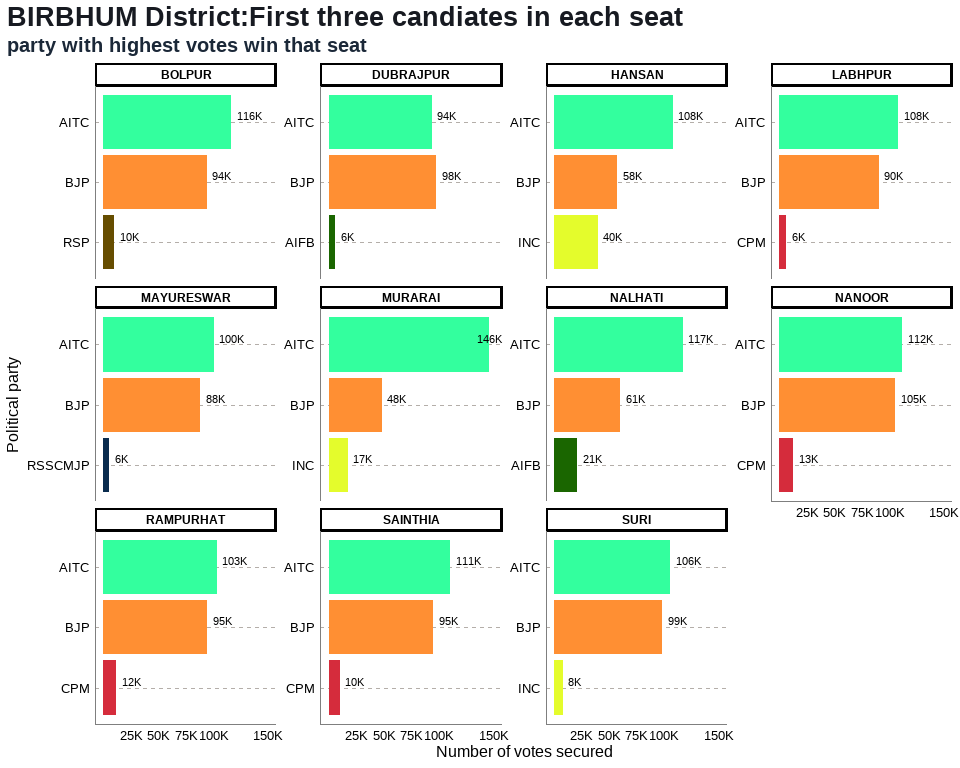 BIRBHUM District:First three candiates in each seat
party with highest votes win that seat
BOLPUR
AITC 116K
BJP 94K
RSP 10K
DUBRAJPUR
AITC 94K
BJP 98K
AIFB 6K
HANSAN
AITC 108K
BJP 58K
INC 40K
LABHPUR
AITC 108K
BJP 90K
CPM 6K
MAYURESWAR
AITC 100K
BJP 88K
RSSCMJP 6K
MURARAI
AITC 146K
BJP 48K
INC 17K
NALHATI
AITC 117K
BJP 61K
AIFB 21K
NANOOR
AITC 112K
BJP 105K
CPM 13K
25K 50K 75K 100K 150K
RAMPURHAT
AITC 103K
BJP 95K
CPM 12K
25K 50K 75K 100K 150K
SAINTHIA
AITC 111K
BJP 95K
CPM 10K
25K 50K 75K 100K 150K
SURI
AITC 106K
BJP 99K
INC 8K
25K 50K 75K 100K 150K
Political party
Number of votes secured